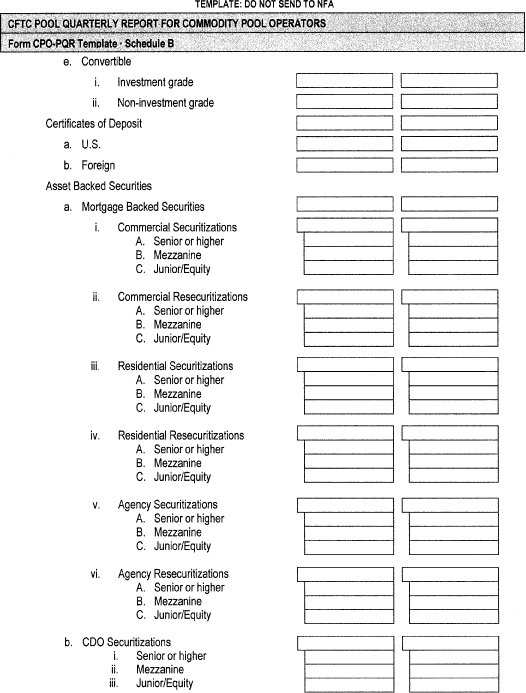 TEMPLATE: DO NOT SEND TO NFA
CFTC POOL QUARTERLY REPORT FOR COMMODITY POOL OPERATORS
Form CPO-PQR Template · Schedule B
e. Convertible
i. Investment grade
ii. Non-investment grade
Certificates of Deposit
a. U.S.
b. Foreign
Asset Backed Securities
a. Mortgage Backed Securities
i. Commercial Securitizations
A. Senior or higher
B. Mezzanine
C. Junior/Equity
ii. Commercial Resecuritizations
A. Senior or higher
B. Mezzanine
C. Junior/Equity
iii. Residential Securitizations
A. Senior or higher
B. Mezzanine
C. Junior/Equity
iv. Residential Resecuritizations
A. Senior or higher
B. Mezzanine
C. Junior/Equity
v. Agency Securitizations
A. Senior or higher
B. Mezzanine
C. Junior/Equity
vi. Agency Resecuritizations
A. Senior or higher
B. Mezzanine
C. Junior/Equity
b. CDO Securitizations
i. Senior or higher
ii. Mezzanine
iii. Junior/Equity